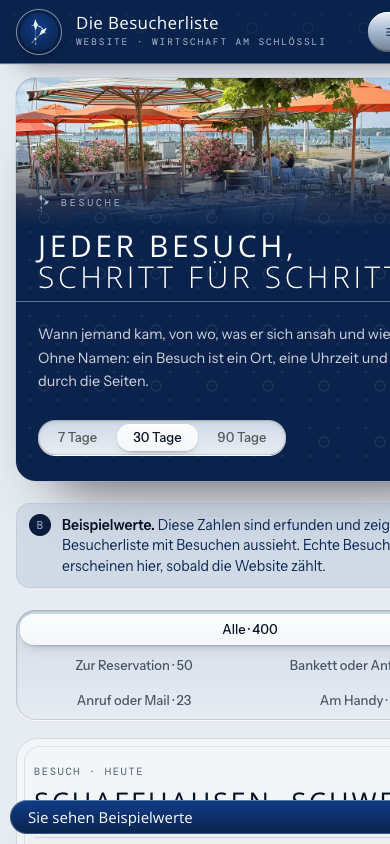 Die Besucherliste
WEBSITE · WIRTSCHAFT AM SCHLÖSSLI
BESUCHE
JEDER BESUCH,
SCHRITT FÜR SCHRITT
Wann jemand kam, von wo, was er sich ansah und wie
Ohne Namen: ein Besuch ist ein Ort, eine Uhrzeit und
durch die Seiten.
7 Tage 30 Tage 90 Tage
B Beispielwerte. Diese Zahlen sind erfunden und zeig
Besucherliste mit Besuchen aussieht. Echte Besuch
erscheinen hier, sobald die Website zählt.
Alle · 400
Zur Reservation · 50 Bankett oder
Anruf oder Mail · 23 Am Handy ·
BESUCH · HEUTE
SCHAFFHAUSEN,
Sie sehen Beispielwerte